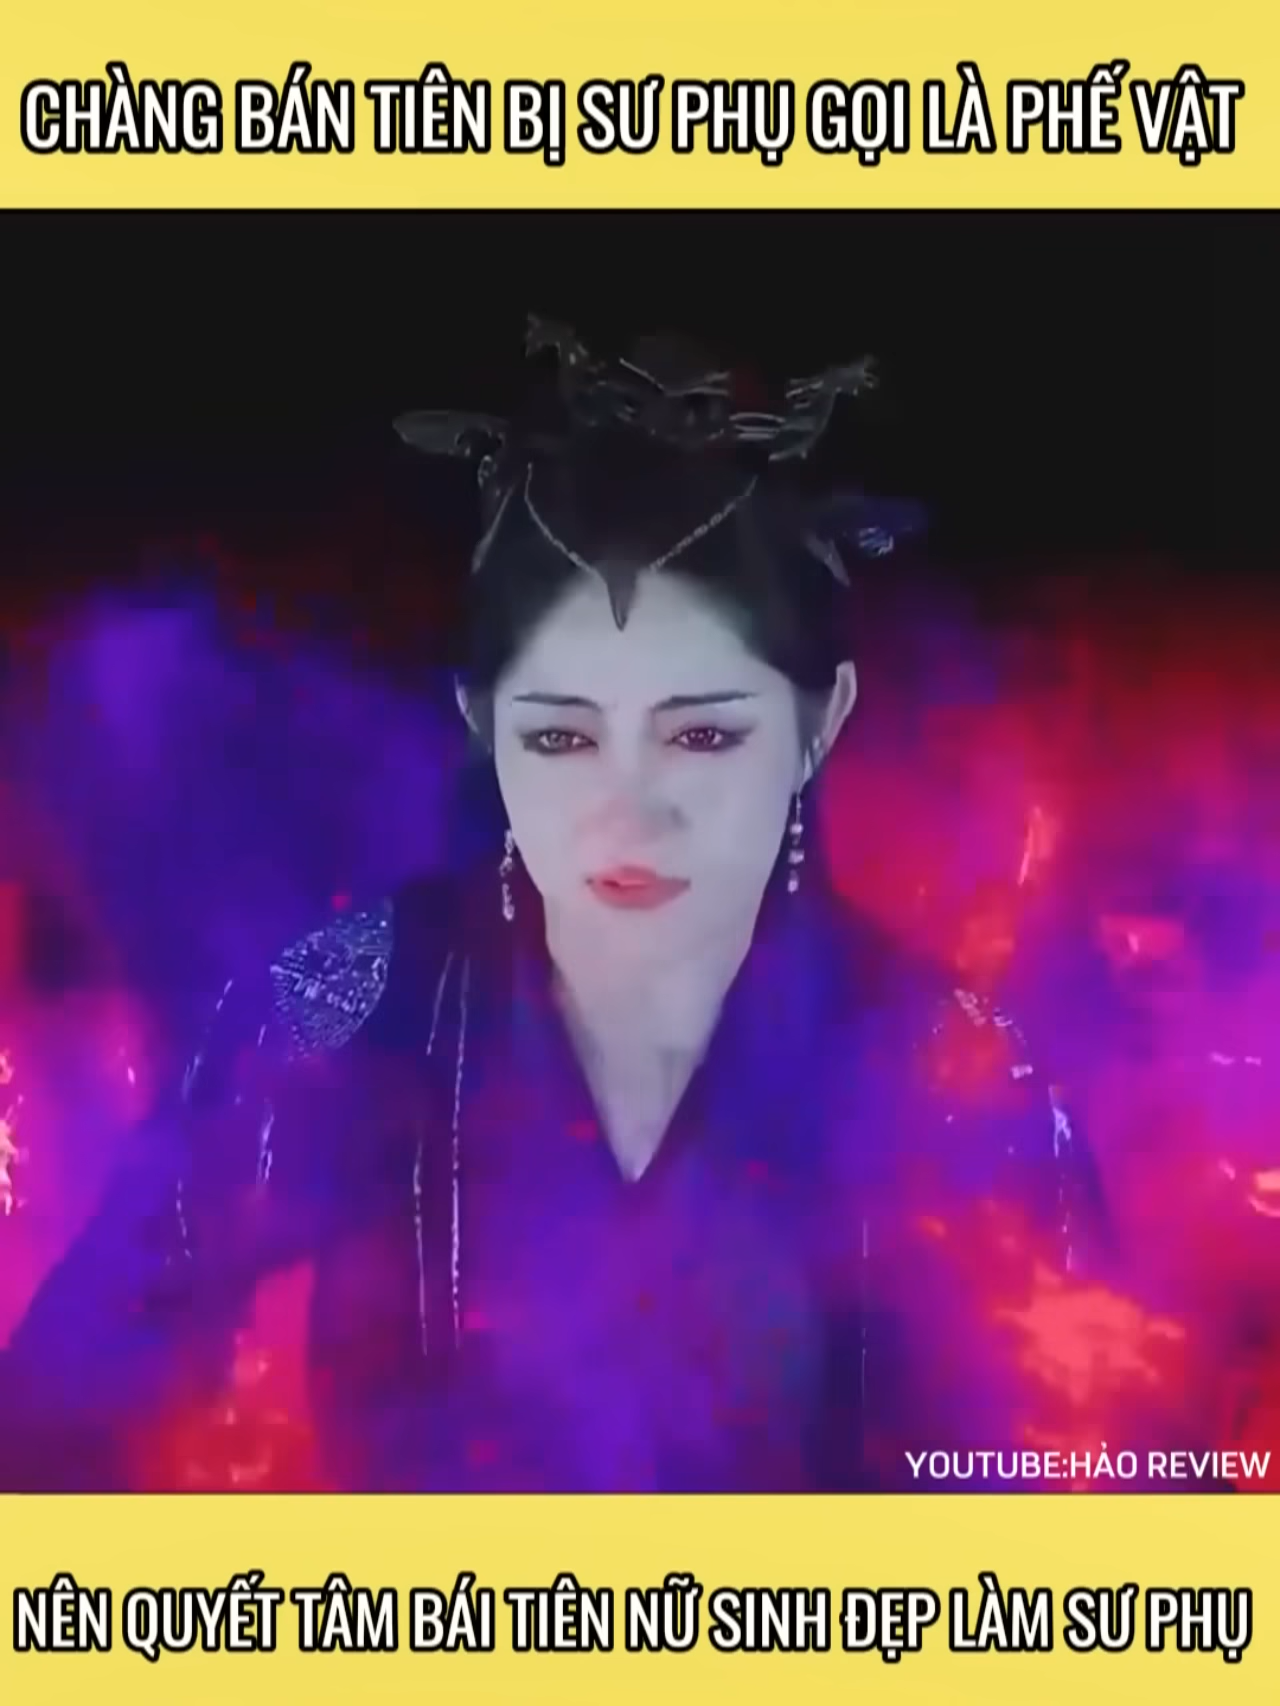 CHÀNG BÁN TIÊN BỊ SƯ PHỤ GỌI LÀ PHẾ VẬT
YOUTUBE:HẢO REVIEW
NÊN QUYẾT TÂM BÁI TIÊN NỮ SINH ĐẸP LÀM SƯ PHỤ